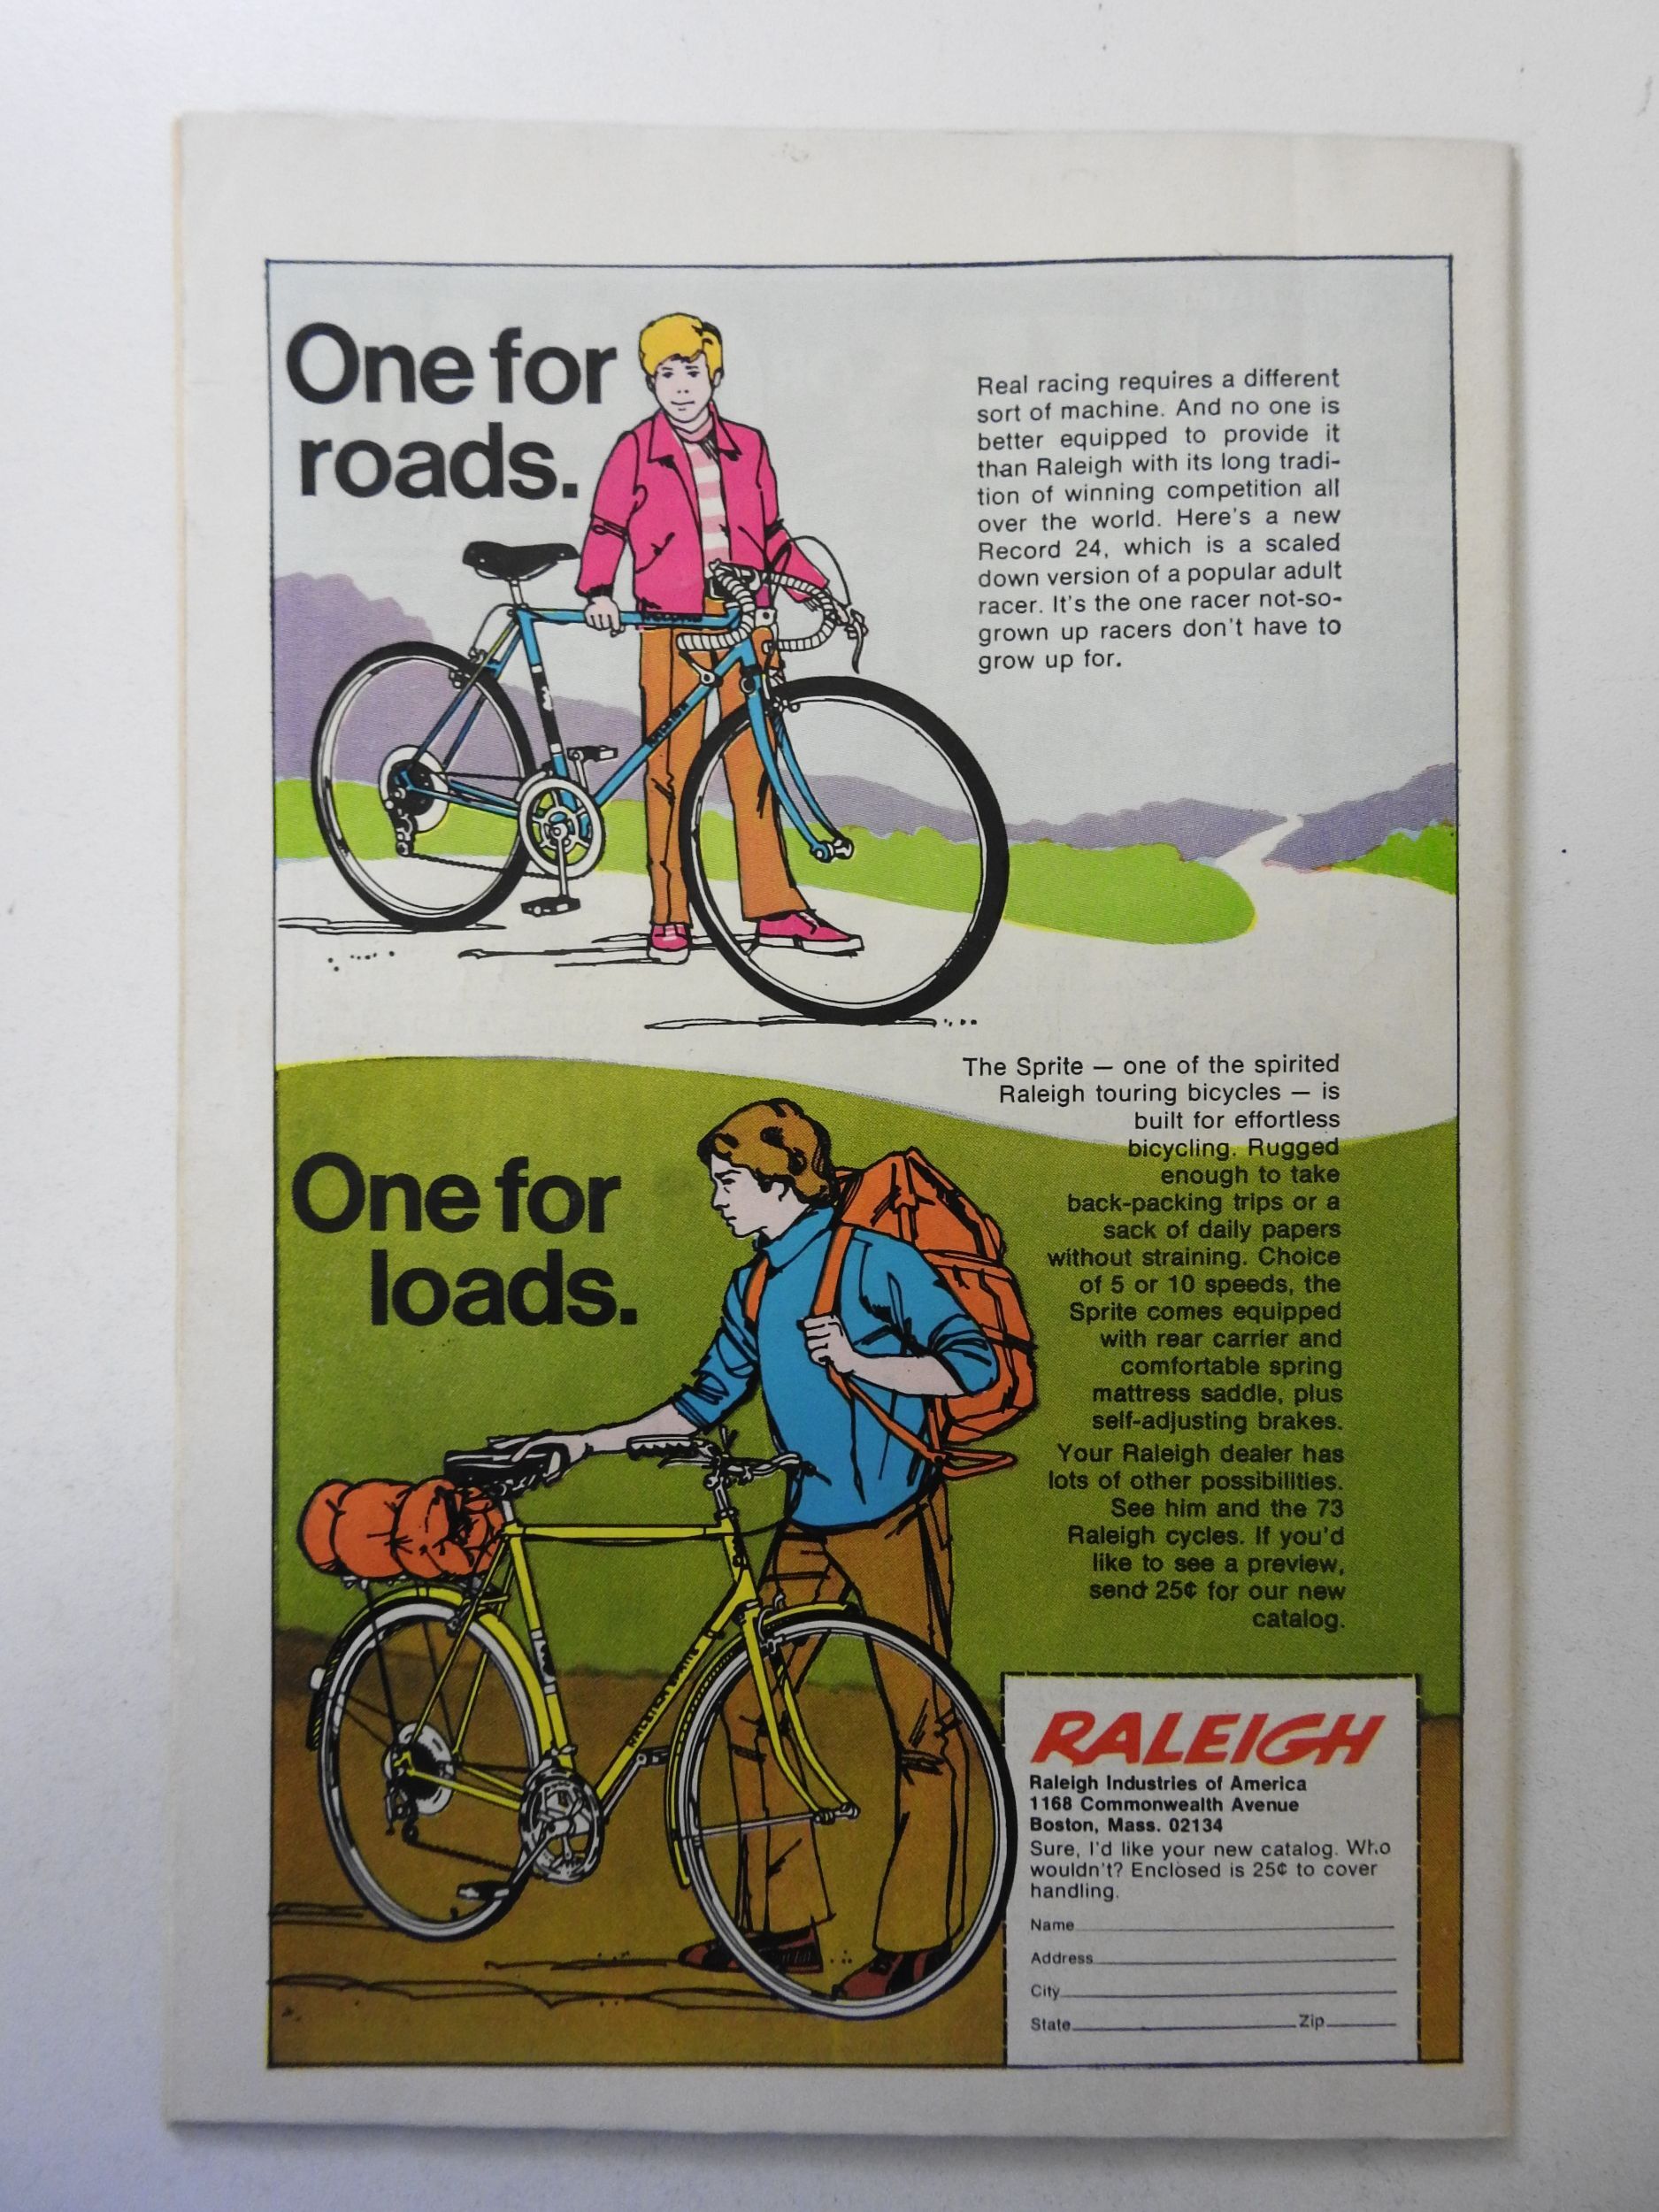 One for
roads.
Real racing requires a different
sort of machine. And no one is
better equipped to provide it
than Raleigh with its long tradi-
tion of winning competition all
over the world. Here's a new
Record 24, which is a scaled
down version of a popular adult
racer. It's the one racer not-so-
grown up racers don't have to
grow up for.
RECORD
RALEIGH
The Sprite — one of the spirited
Raleigh touring bicycles — is
built for effortless
bicycling. Rugged
enough to take
back-packing trips or a
sack of daily papers
without straining. Choice
of 5 or 10 speeds, the
Sprite comes equipped
with rear carrier and
comfortable spring
mattress saddle, plus
self-adjusting brakes.
Your Raleigh dealer has
lots of other possibilities.
See him and the 73
Raleigh cycles. If you'd
like to see a preview,
send 25¢ for our new
catalog.
One for
loads.
RALEIGH
Raleigh Industries of America
1168 Commonwealth Avenue
Boston, Mass. 02134
Sure, I'd like your new catalog. Who
wouldn't? Enclosed is 25¢ to cover
handling.
Name
Address
City
State Zip